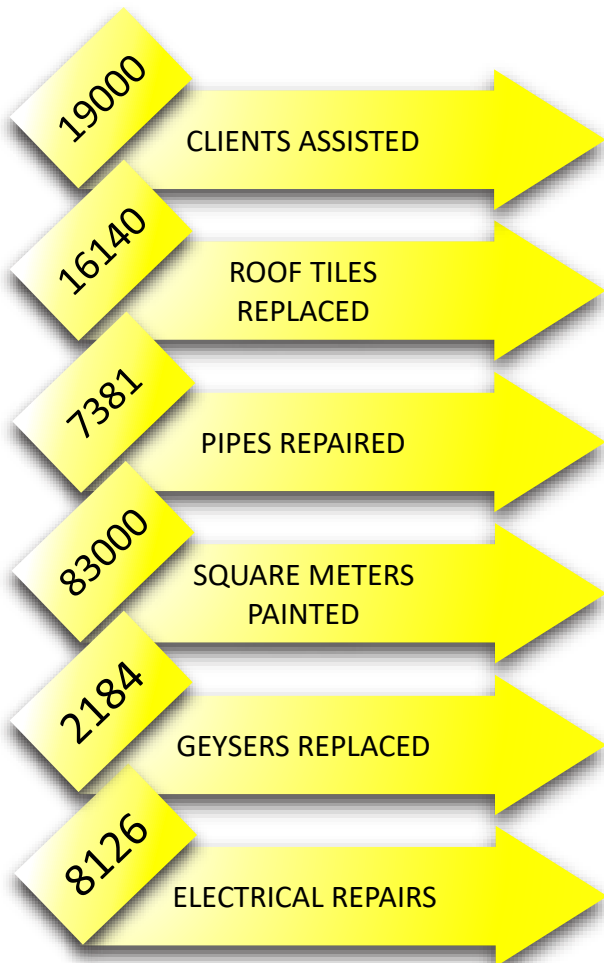 19000
CLIENTS ASSISTED
16140
ROOF TILES
REPLACED
7381
PIPES REPAIRED
83000
SQUARE METERS
PAINTED
2184
GEYSERS REPLACED
8126
ELECTRICAL REPAIRS